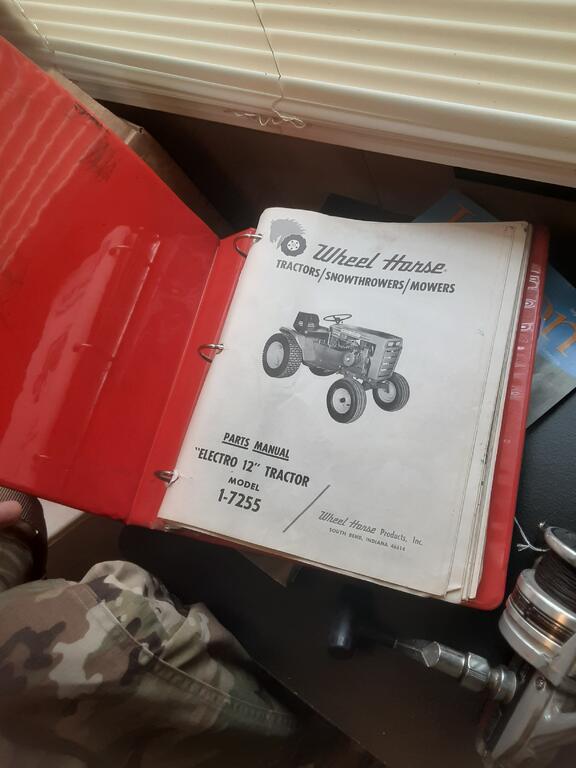 Wheel Horse®
TRACTORS/SNOWTHROWERS/MOWERS
PARTS MANUAL
"ELECTRO 12" TRACTOR
MODEL
1-7255
Wheel Horse Products, Inc.
SOUTH BEND, INDIANA 46614